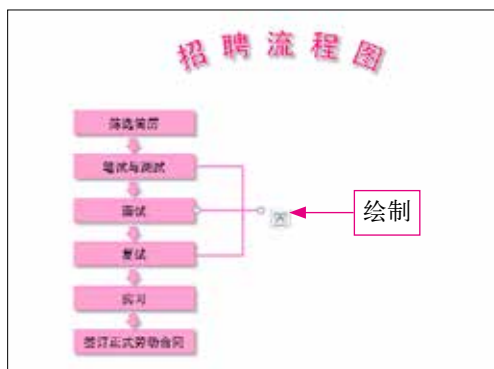 招聘流程图
筛选简历
笔试与测试
面试
绘制
复试
实习
签订正式劳动合同